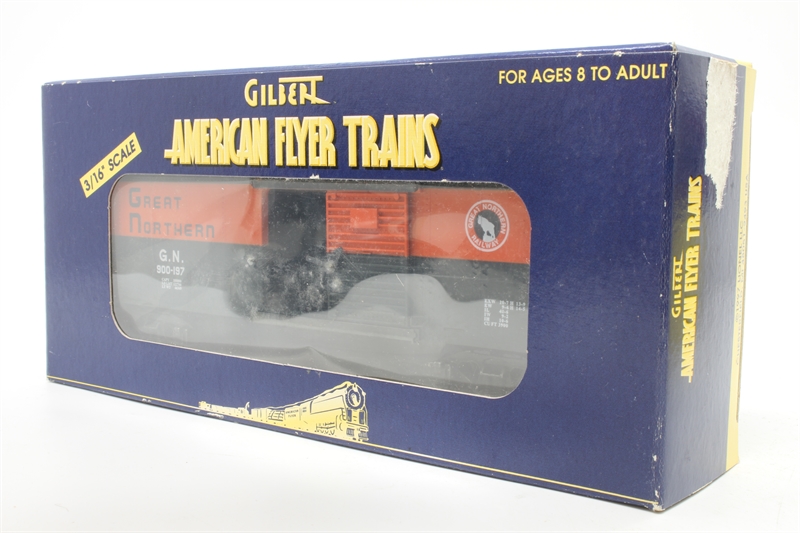 FOR AGES 8 TO ADULT
GILBERT
AMERICAN FLYER TRAINS
3/16" SCALE
GREAT
NORTHERN
G.N.
900-197
GREAT NORTHERN
RAILWAY
GILBERT
AMERICAN FLYER TRAINS